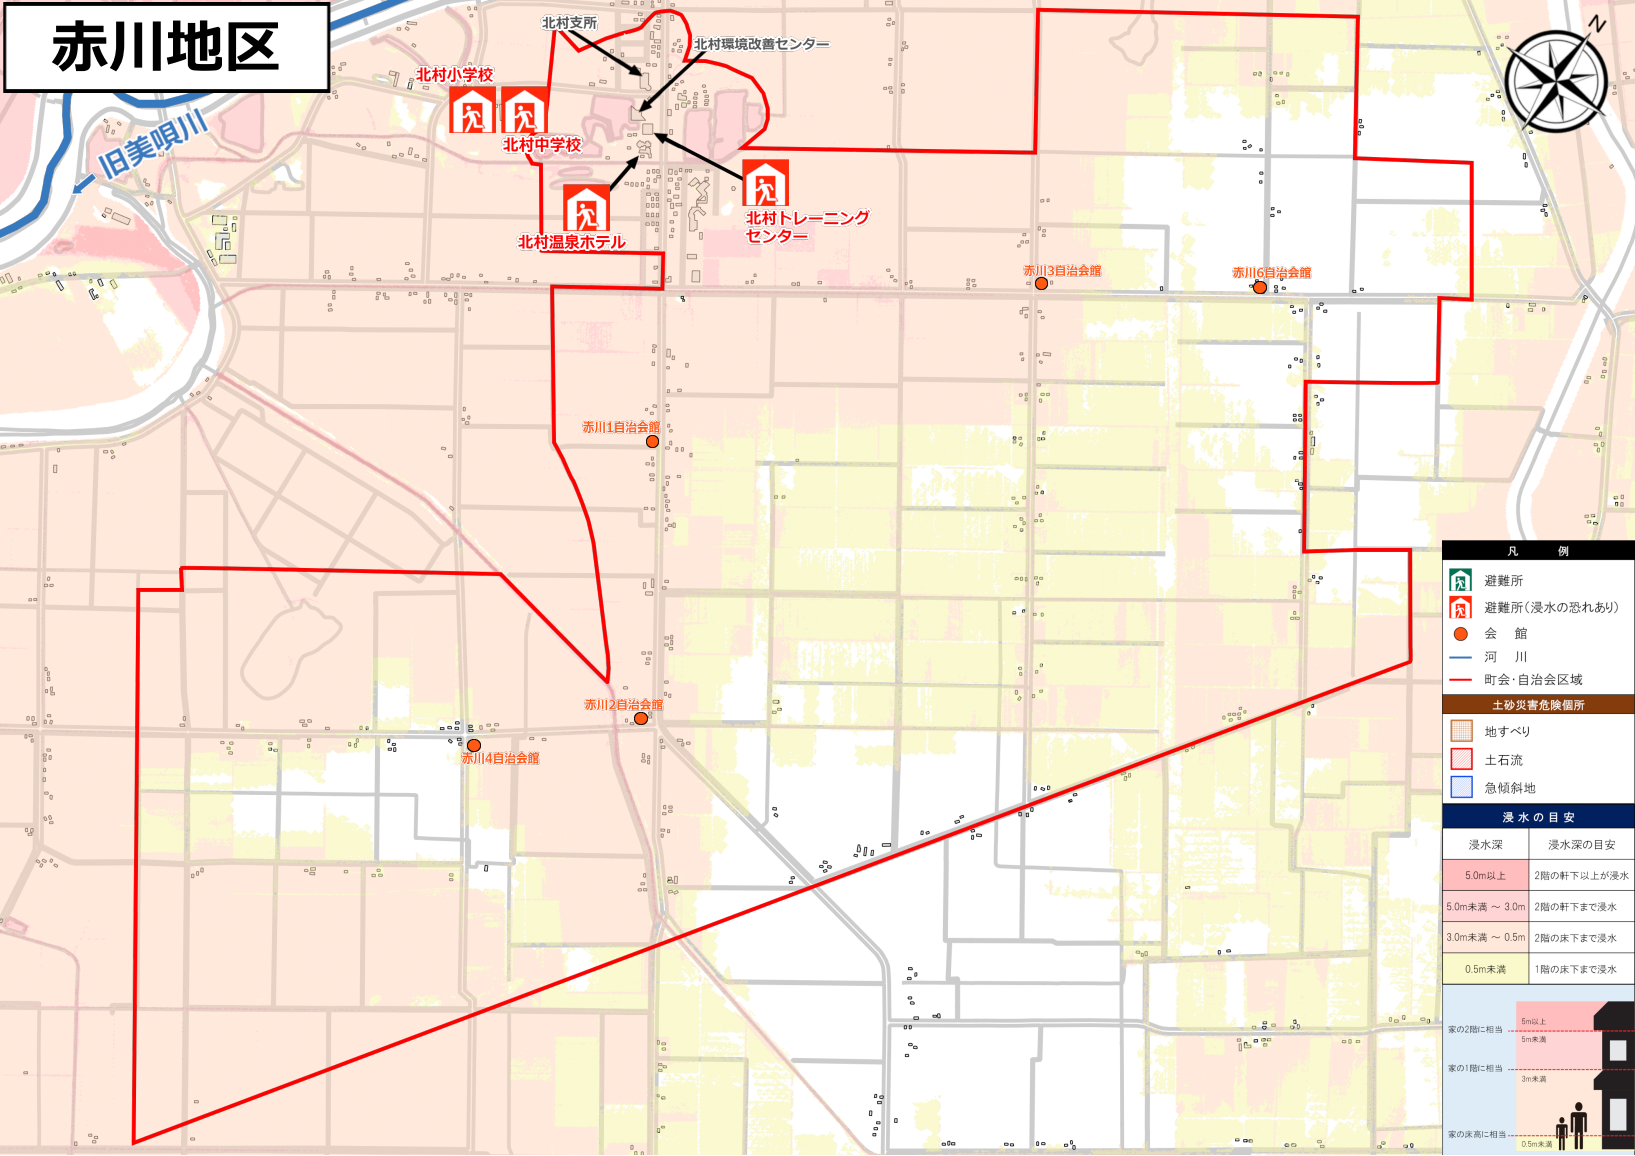 赤川地区
北村支所
北村環境改善センター
北村小学校
北村中学校
旧美唄川
北村温泉ホテル
北村トレーニング
センター
N
赤川3自治会館
赤川6自治会館
赤川1自治会館
赤川2自治会館
赤川4自治会館
凡 例
避難所
避難所(浸水の恐れあり)
会 館
河 川
町会・自治会区域
土砂災害危険個所
地すべり
土石流
急傾斜地
浸水の目安
浸水深 浸水深の目安
5.0m以上 2階の軒下以上が浸水
5.0m未満 ～ 3.0m 2階の軒下まで浸水
3.0m未満 ～ 0.5m 2階の床下まで浸水
0.5m未満 1階の床下まで浸水
5m以上
家の2階に相当
5m未満
家の1階に相当
3m未満
家の床高に相当
0.5m未満